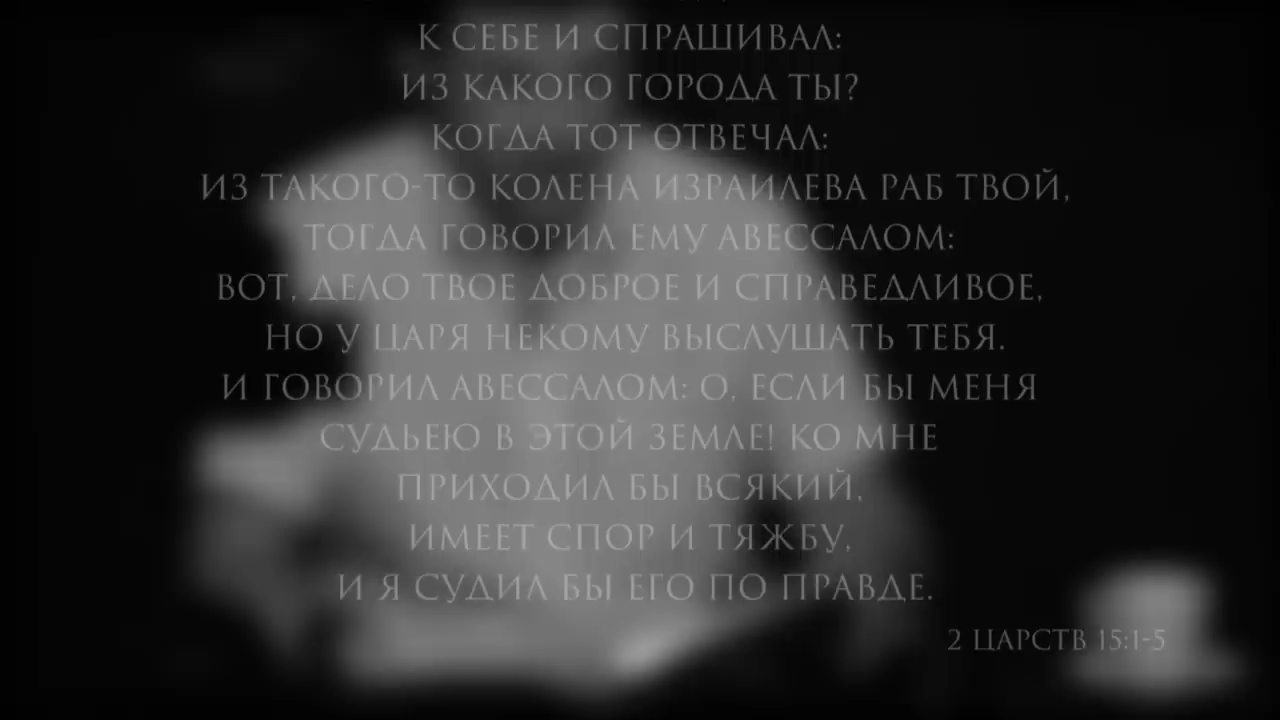 К СЕБЕ И СПРАШИВАЛ:
ИЗ КАКОГО ГОРОДА ТЫ?
КОГДА ТОТ ОТВЕЧАЛ:
ИЗ ТАКОГО-ТО КОЛЕНА ИЗРАИЛЕВА РАБ ТВОЙ,
ТОГДА ГОВОРИЛ ЕМУ АВЕССАЛОМ:
ВОТ, ДЕЛО ТВОЕ ДОБРОЕ И СПРАВЕДЛИВОЕ,
НО У ЦАРЯ НЕКОМУ ВЫСЛУШАТЬ ТЕБЯ.
И ГОВОРИЛ АВЕССАЛОМ: О, ЕСЛИ БЫ МЕНЯ
СУДЬЕЮ В ЭТОЙ ЗЕМЛЕ! КО МНЕ
ПРИХОДИЛ БЫ ВСЯКИЙ,
ИМЕЕТ СПОР И ТЯЖБУ,
И Я СУДИЛ БЫ ЕГО ПО ПРАВДЕ.
2 ЦАРСТВ 15:1-5